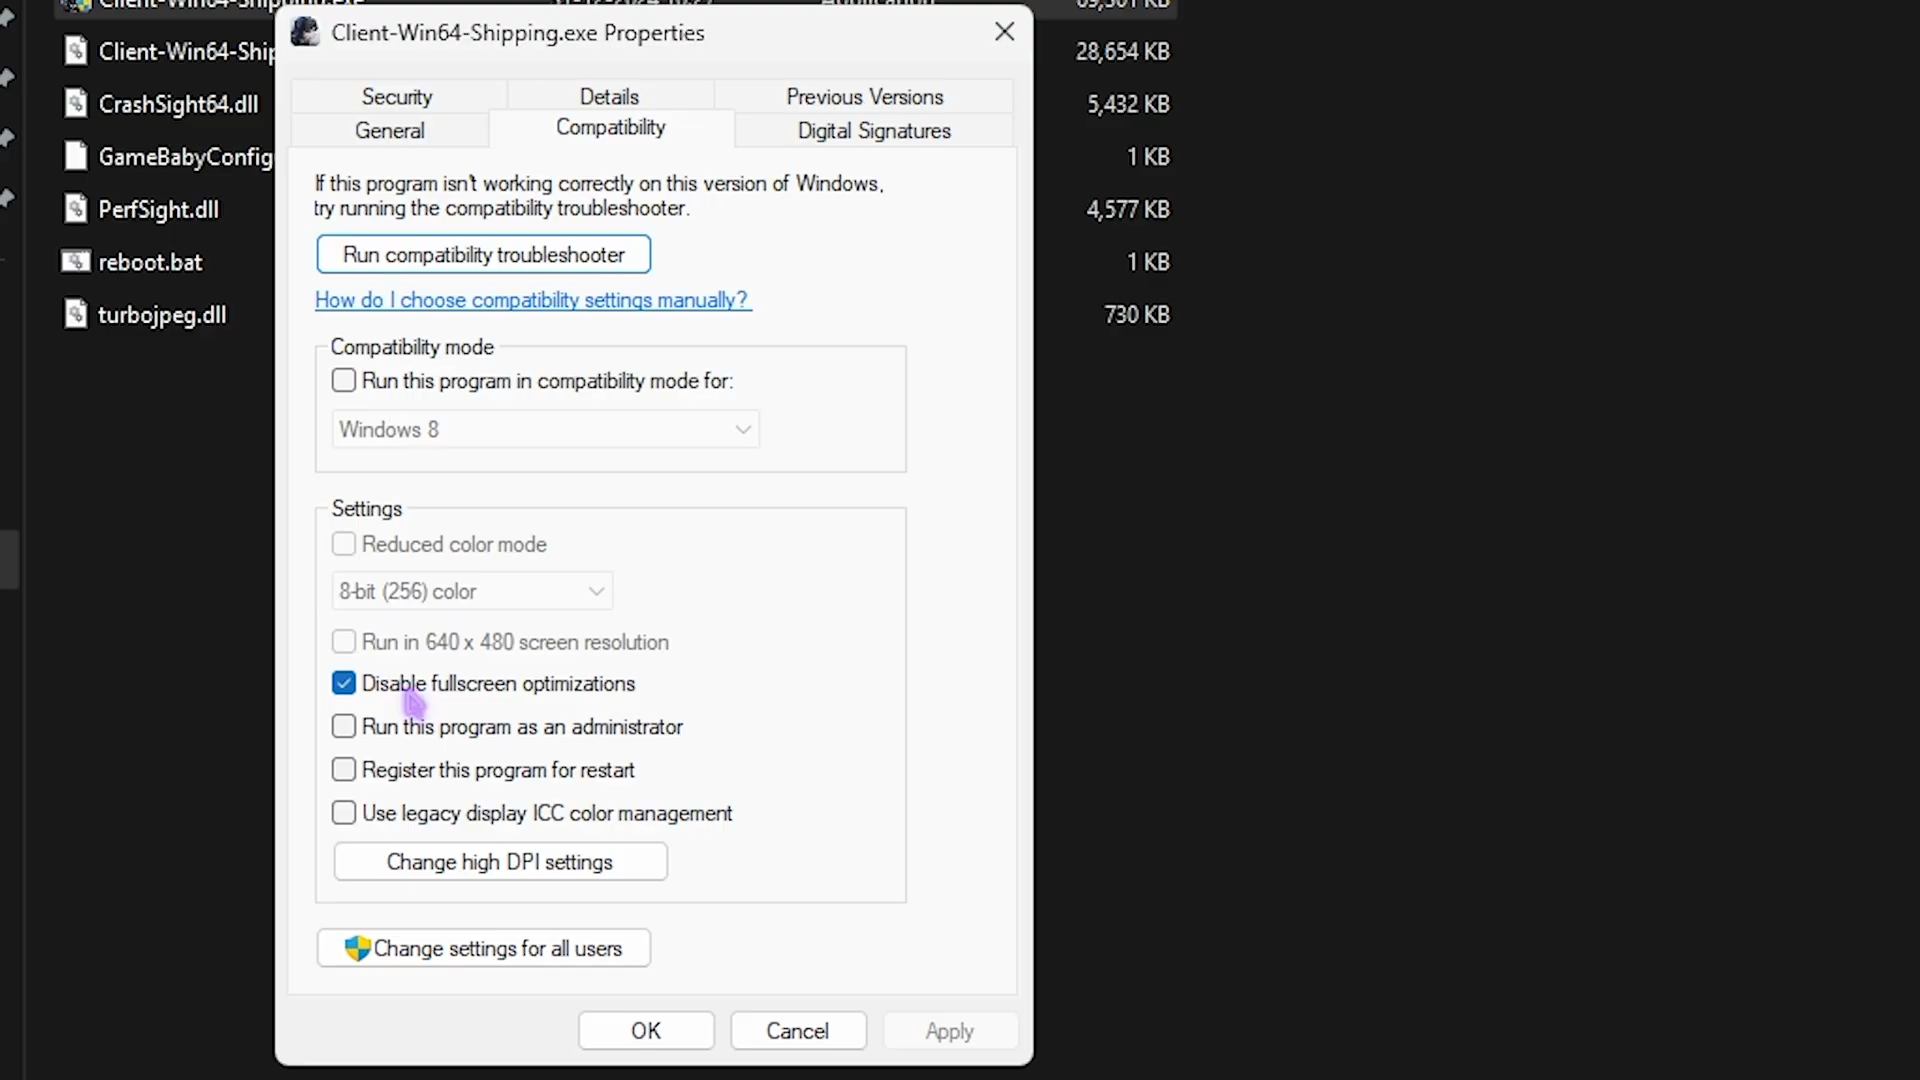 Client-Win64-Shipping.exe Properties
Client-Win64-Ship
28,654 KB
CrashSight64.dll
5,432 KB
GameBabyConfig
1 KB
PerfSight.dll
4,577 KB
reboot.bat
1 KB
turbojpeg.dll
730 KB
Security
Details
Previous Versions
General
Compatibility
Digital Signatures
If this program isn't working correctly on this version of Windows,
try running the compatibility troubleshooter.
Run compatibility troubleshooter
How do I choose compatibility settings manually?
Compatibility mode
Run this program in compatibility mode for:
Windows 8
Settings
Reduced color mode
8-bit (256) color
Run in 640 x 480 screen resolution
Disable fullscreen optimizations
Run this program as an administrator
Register this program for restart
Use legacy display ICC color management
Change high DPI settings
Change settings for all users
OK
Cancel
Apply